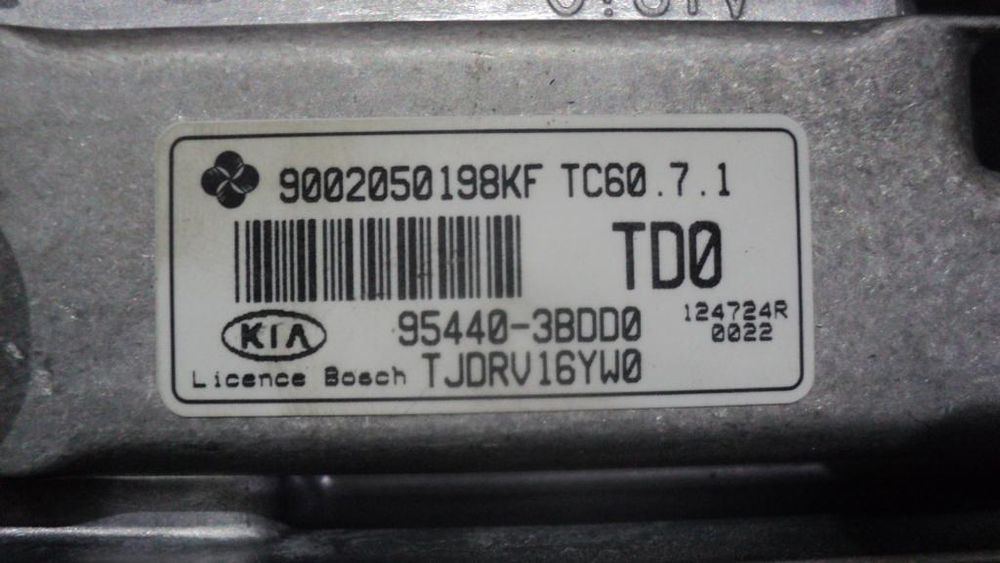 9002050198KF TC60.7.1
TD0
KIA
95440-3BDD0
124724R
0022
Licence Bosch TJDRV16YW0